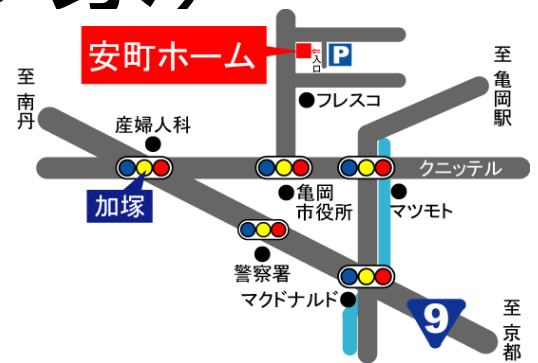 安町ホーム
入口
P
至亀岡駅
至南丹
フレスコ
産婦人科
クニッテル
加塚
亀岡
市役所
マツモト
警察署
マクドナルド
9
至京都